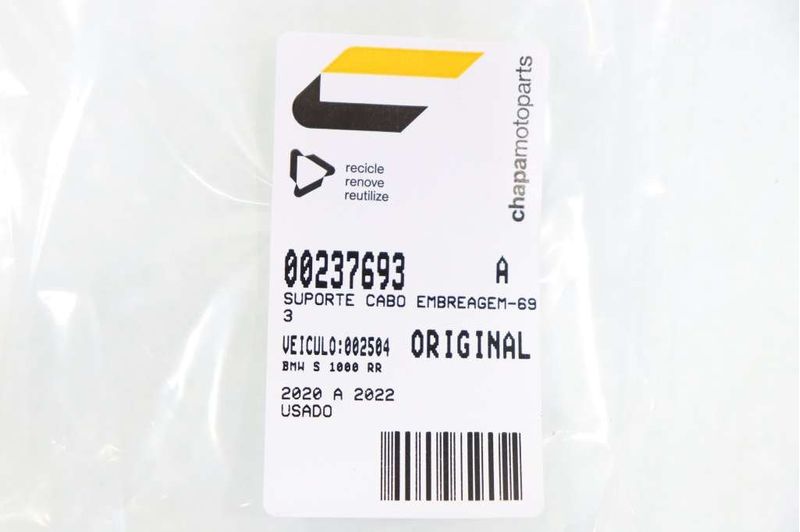 chapamotoparts
recicle
renove
reutilize
00237693 A
SUPORTE CABO EMBREAGEM-69
3
VEICULO:002504 ORIGINAL
BMW S 1000 RR
2020 A 2022
USADO